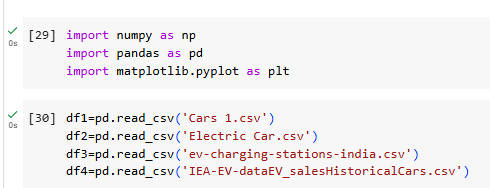 [29] import numpy as np
0s
import pandas as pd
import matplotlib.pyplot as plt
[30] df1=pd.read_csv('Cars 1.csv')
0s
df2=pd.read_csv('Electric Car.csv')
df3=pd.read_csv('ev-charging-stations-india.csv')
df4=pd.read_csv('IEA-EV-dataEV_salesHistoricalCars.csv')